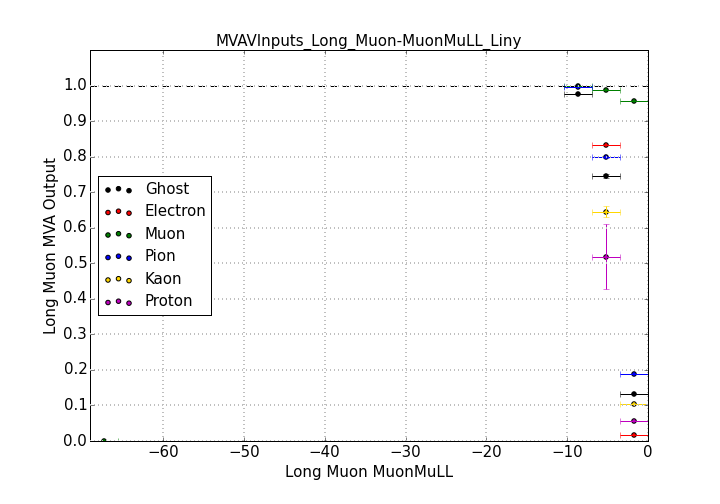 MVAVInputs_Long_Muon-MuonMuLL_Liny
Long Muon MVA Output
1.0
0.9
0.8
0.7
0.6
0.5
0.4
0.3
0.2
0.1
0.0
Ghost
Electron
Muon
Pion
Kaon
Proton
−60 −50 −40 −30 −20 −10 0
Long Muon MuonMuLL